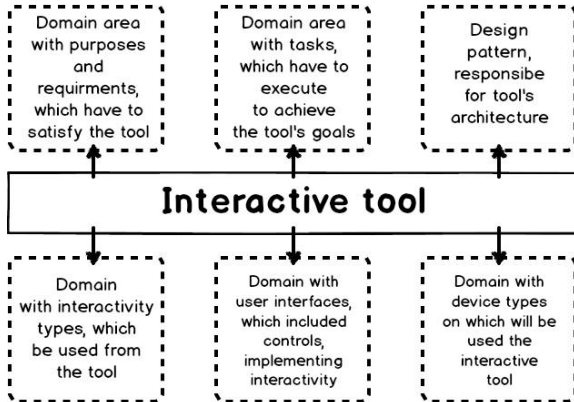 Domain area
with purposes
and
requirments,
which have to
satisfy the tool
Domain area
with tasks,
which have to
execute
to achieve
the tool's goals
Design
pattern,
responsibe
for tool's
architecture
Interactive tool
Domain
with interactivity
types, which
be used from
the tool
Domain with
user interfaces,
which included
controls,
implementing
interactivity
Domain with
device types
on which will be
used the
interactive
tool